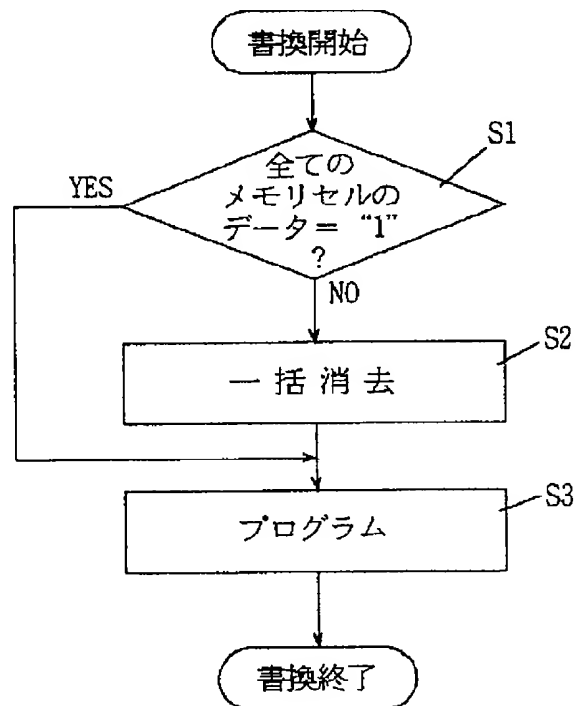 書換開始
S1
全ての
メモリセルの
データ＝ “1”
?
YES
NO
S2
一 括 消 去
S3
プログラム
書換終了